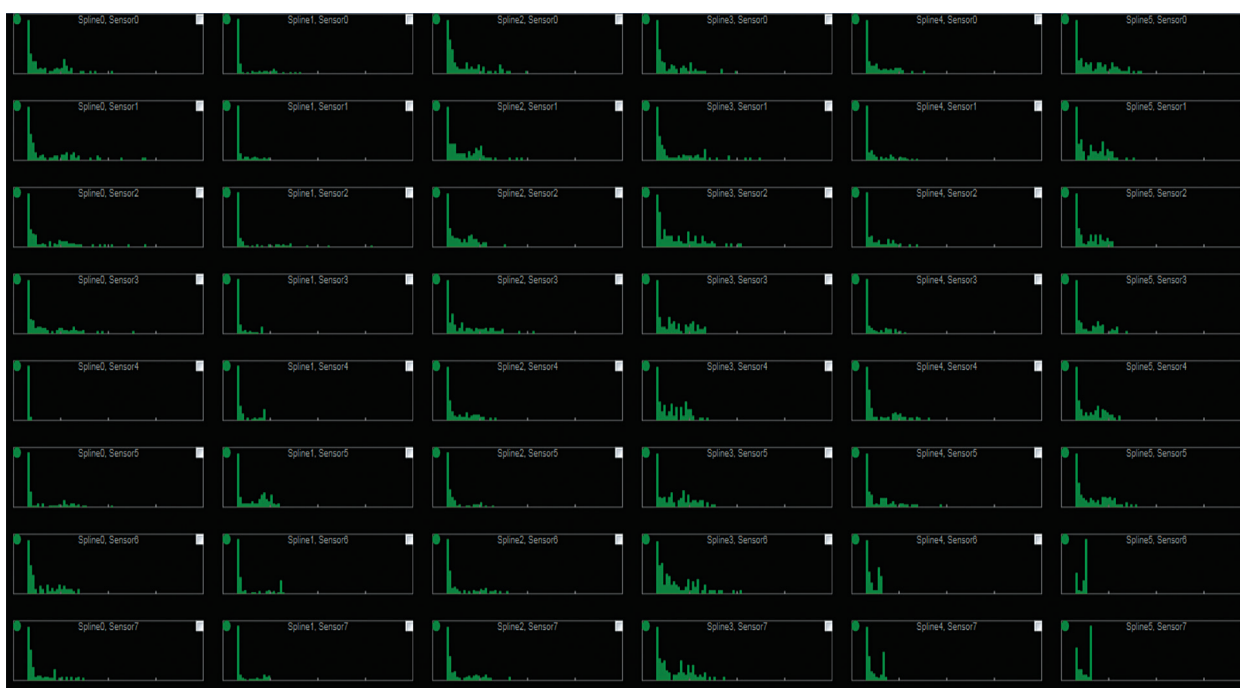 Spline0, Sensor0
Spline1, Sensor0
Spline2, Sensor0
Spline3, Sensor0
Spline4, Sensor0
Spline5, Sensor0
Spline0, Sensor1
Spline1, Sensor1
Spline2, Sensor1
Spline3, Sensor1
Spline4, Sensor1
Spline5, Sensor1
Spline0, Sensor2
Spline1, Sensor2
Spline2, Sensor2
Spline3, Sensor2
Spline4, Sensor2
Spline5, Sensor2
Spline0, Sensor3
Spline1, Sensor3
Spline2, Sensor3
Spline3, Sensor3
Spline4, Sensor3
Spline5, Sensor3
Spline0, Sensor4
Spline1, Sensor4
Spline2, Sensor4
Spline3, Sensor4
Spline4, Sensor4
Spline5, Sensor4
Spline0, Sensor5
Spline1, Sensor5
Spline2, Sensor5
Spline3, Sensor5
Spline4, Sensor5
Spline5, Sensor5
Spline0, Sensor6
Spline1, Sensor6
Spline2, Sensor6
Spline3, Sensor6
Spline4, Sensor6
Spline5, Sensor6
Spline0, Sensor7
Spline1, Sensor7
Spline2, Sensor7
Spline3, Sensor7
Spline4, Sensor7
Spline5, Sensor7